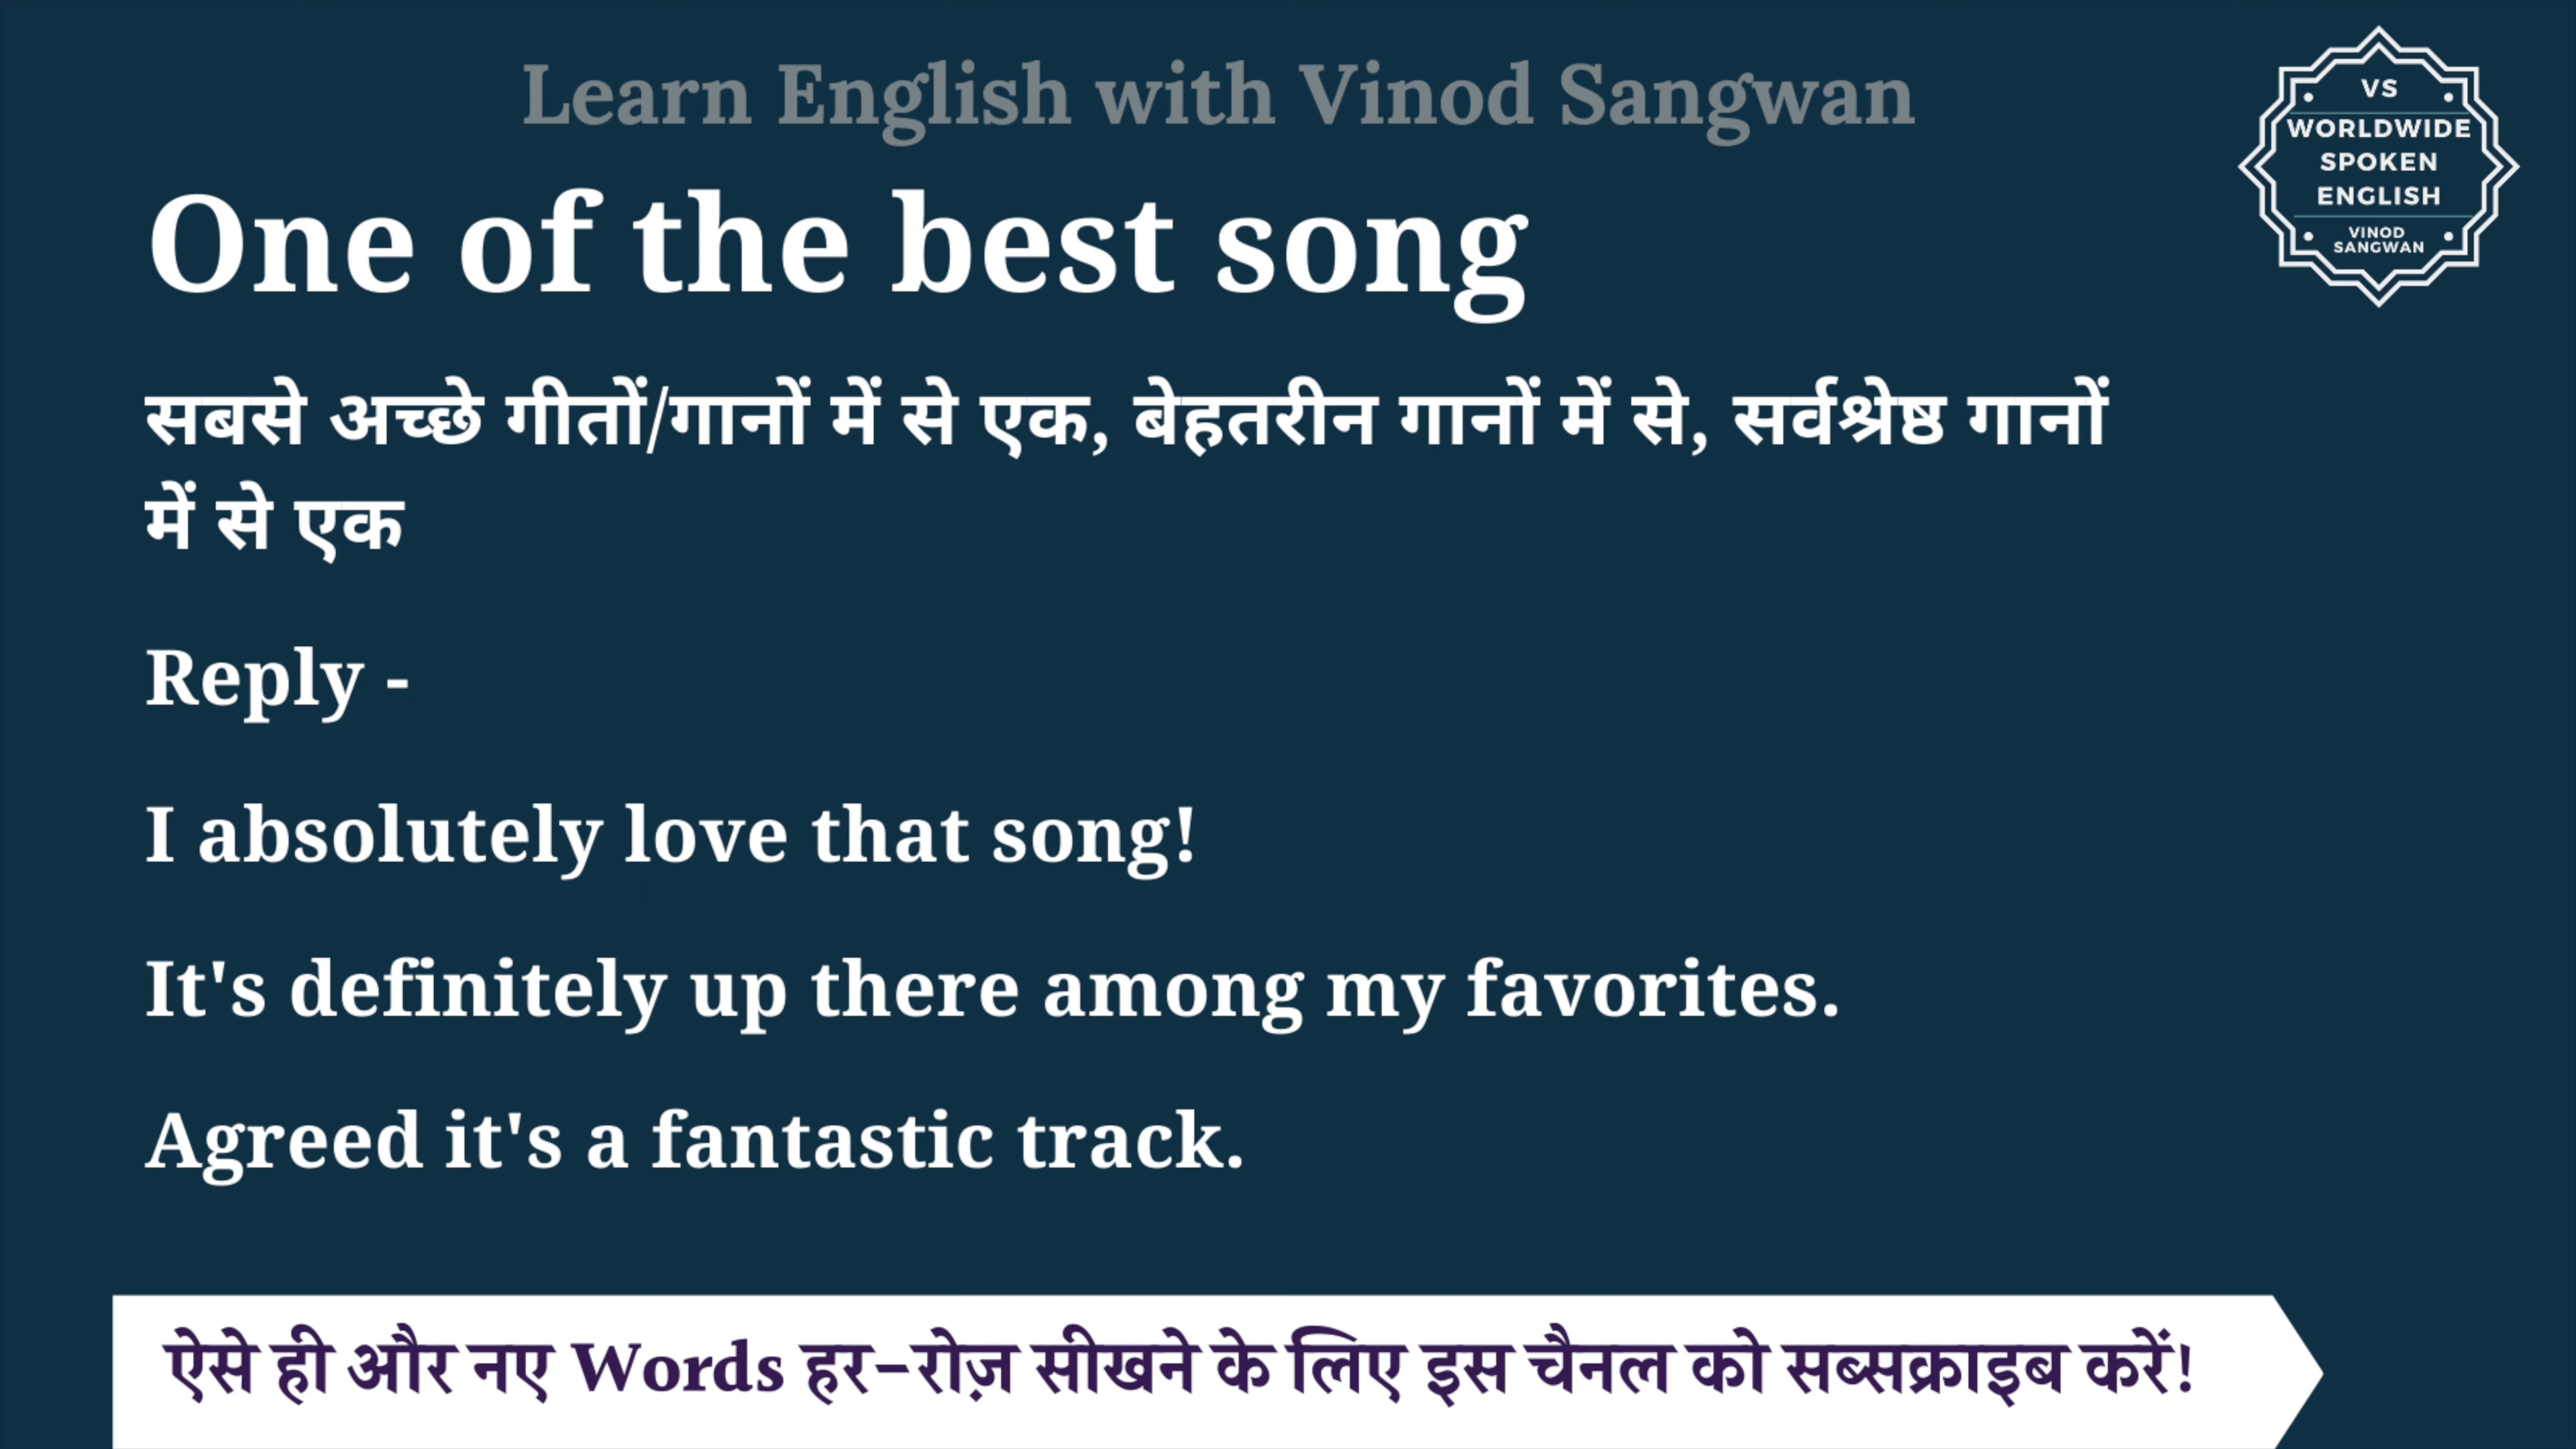 Learn English with Vinod Sangwan
VS
WORLDWIDE
SPOKEN
ENGLISH
VINOD
SANGWAN
One of the best song
सबसे अच्छे गीतों/गानों में से एक, बेहतरीन गानों में से, सर्वश्रेष्ठ गानों
में से एक
Reply -
I absolutely love that song!
It's definitely up there among my favorites.
Agreed it's a fantastic track.
ऐसे ही और नए Words हर-रोज़ सीखने के लिए इस चैनल को सब्सक्राइब करें!